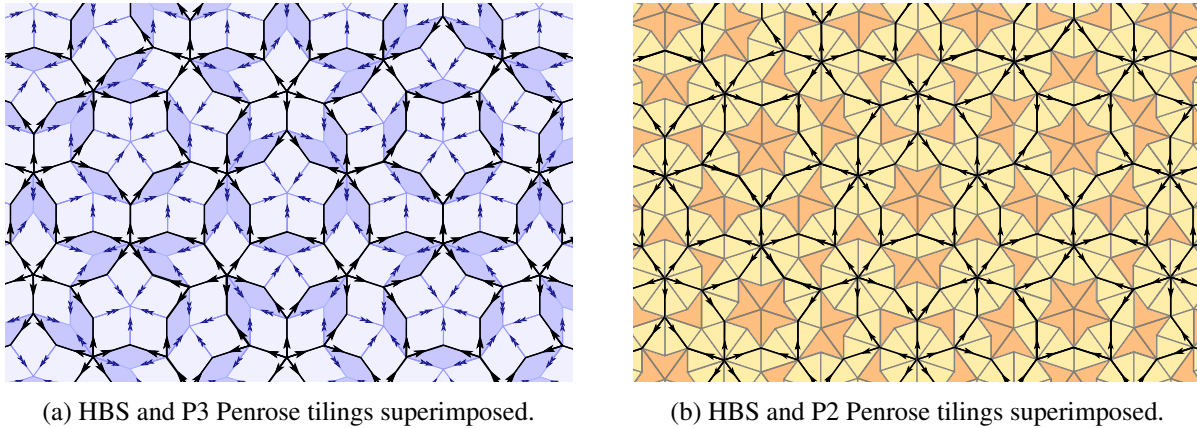 (a) HBS and P3 Penrose tilings superimposed.
(b) HBS and P2 Penrose tilings superimposed.